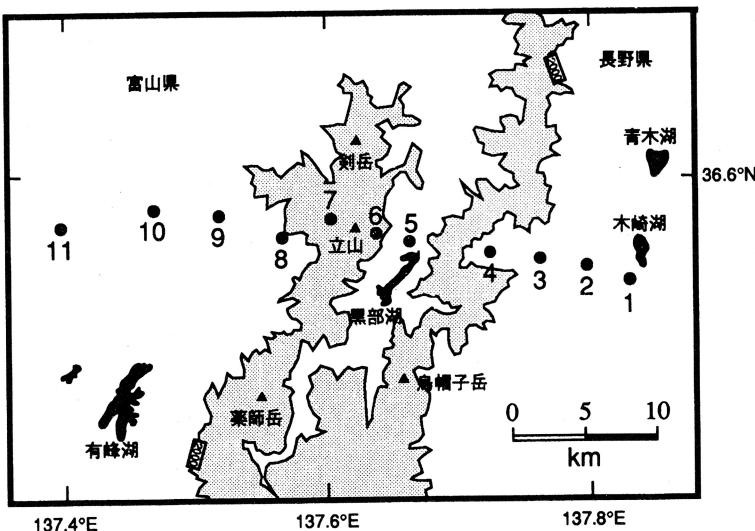 富山県
長野県
剣岳
青木湖
36.6°N
7
6
5
立山
木崎湖
11
10
9
8
4
3
2
1
黒部湖
烏帽子岳
薬師岳
有峰湖
0 5 10
km
137.4°E
137.6°E
137.8°E